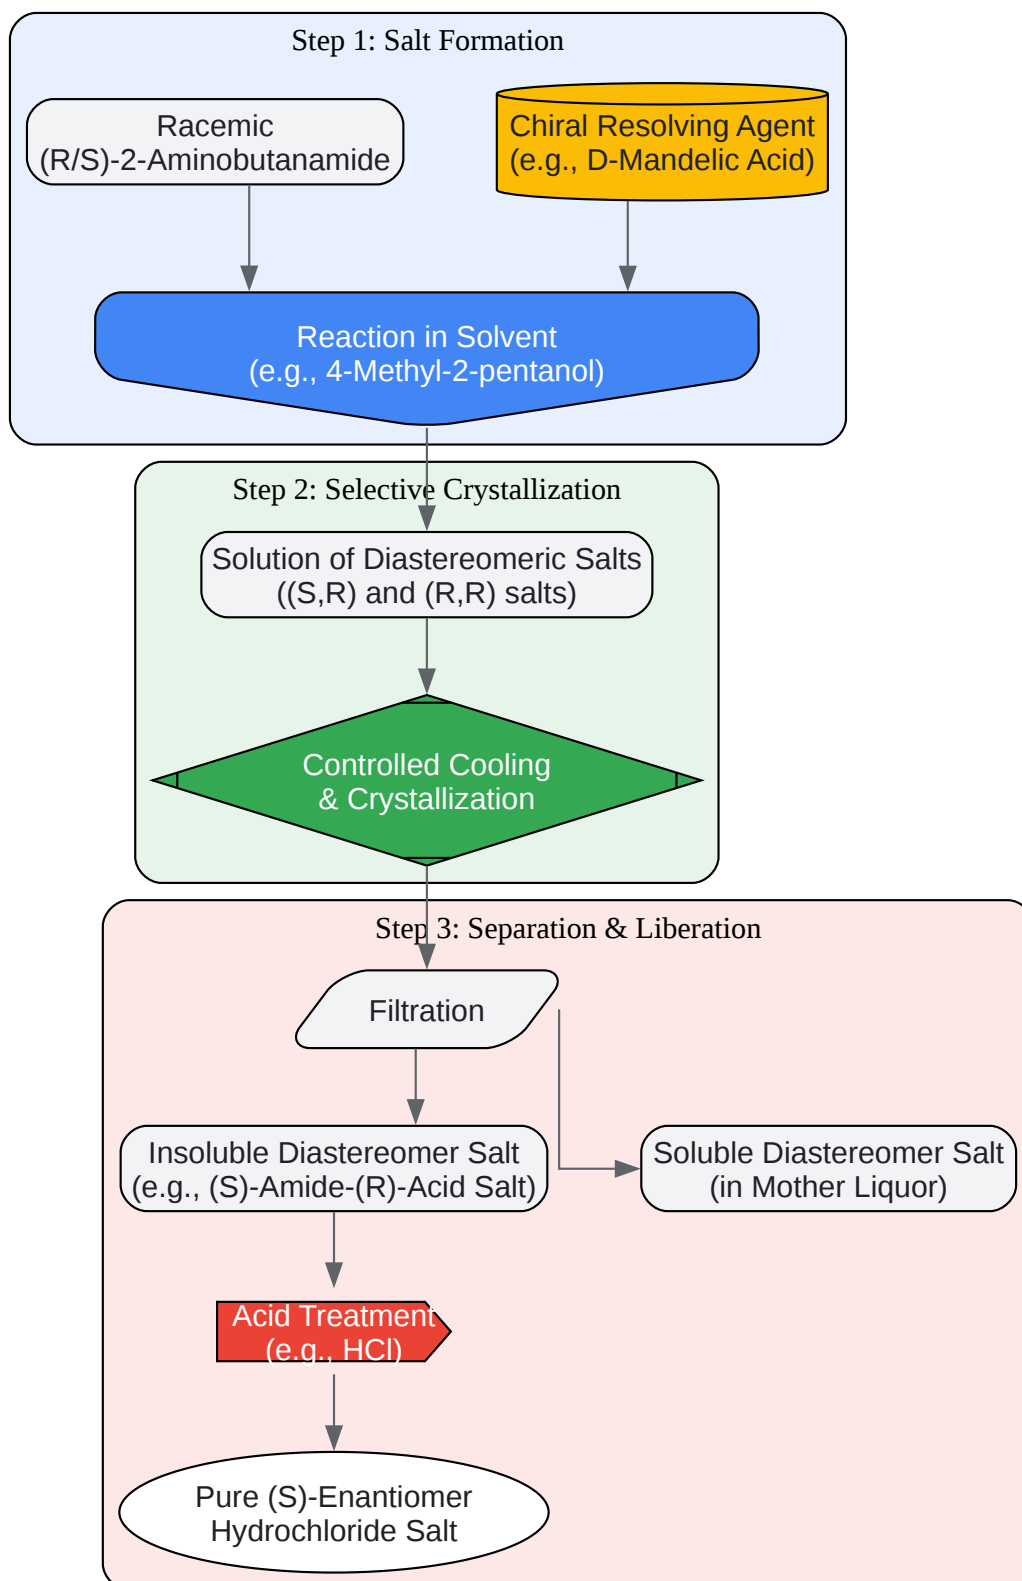 Step 1: Salt Formation
Racemic
(R/S)-2-Aminobutanamide
Chiral Resolving Agent
(e.g., D-Mandelic Acid)
Reaction in Solvent
(e.g., 4-Methyl-2-pentanol)
Step 2: Selective Crystallization
Solution of Diastereomeric Salts
((S,R) and (R,R) salts)
Controlled Cooling
& Crystallization
Step 3: Separation & Liberation
Filtration
Insoluble Diastereomer Salt
(e.g., (S)-Amide-(R)-Acid Salt)
Soluble Diastereomer Salt
(in Mother Liquor)
Acid Treatment
(e.g., HCl)
Pure (S)-Enantiomer
Hydrochloride Salt